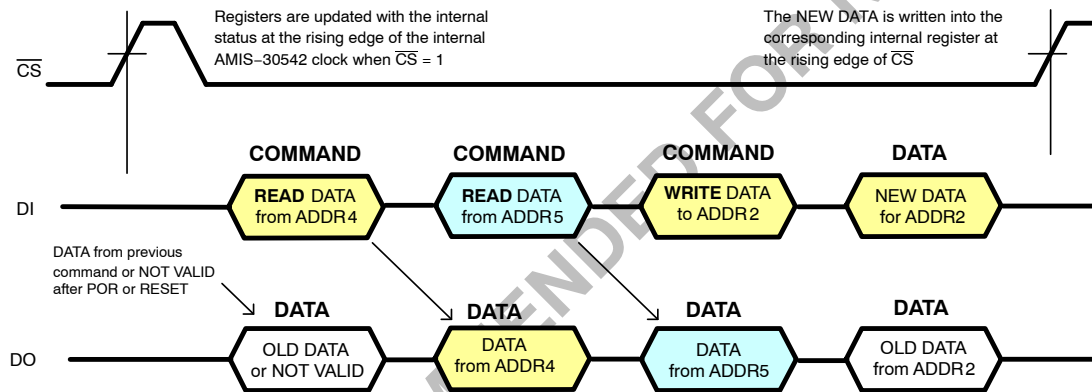 Registers are updated with the internal
status at the rising edge of the internal
AMIS−30542 clock when CS = 1
The NEW DATA is written into the
corresponding internal register at
the rising edge of CS
CS
COMMAND
COMMAND
COMMAND
DATA
DI
READ DATA
from ADDR4
READ DATA
from ADDR5
WRITE DATA
to ADDR2
NEW DATA
for ADDR2
DATA from previous
command or NOT VALID
after POR or RESET
DATA
DATA
DATA
DATA
DO
OLD DATA
or NOT VALID
DATA
from ADDR4
DATA
from ADDR5
OLD DATA
from ADDR2
ENDED FOR